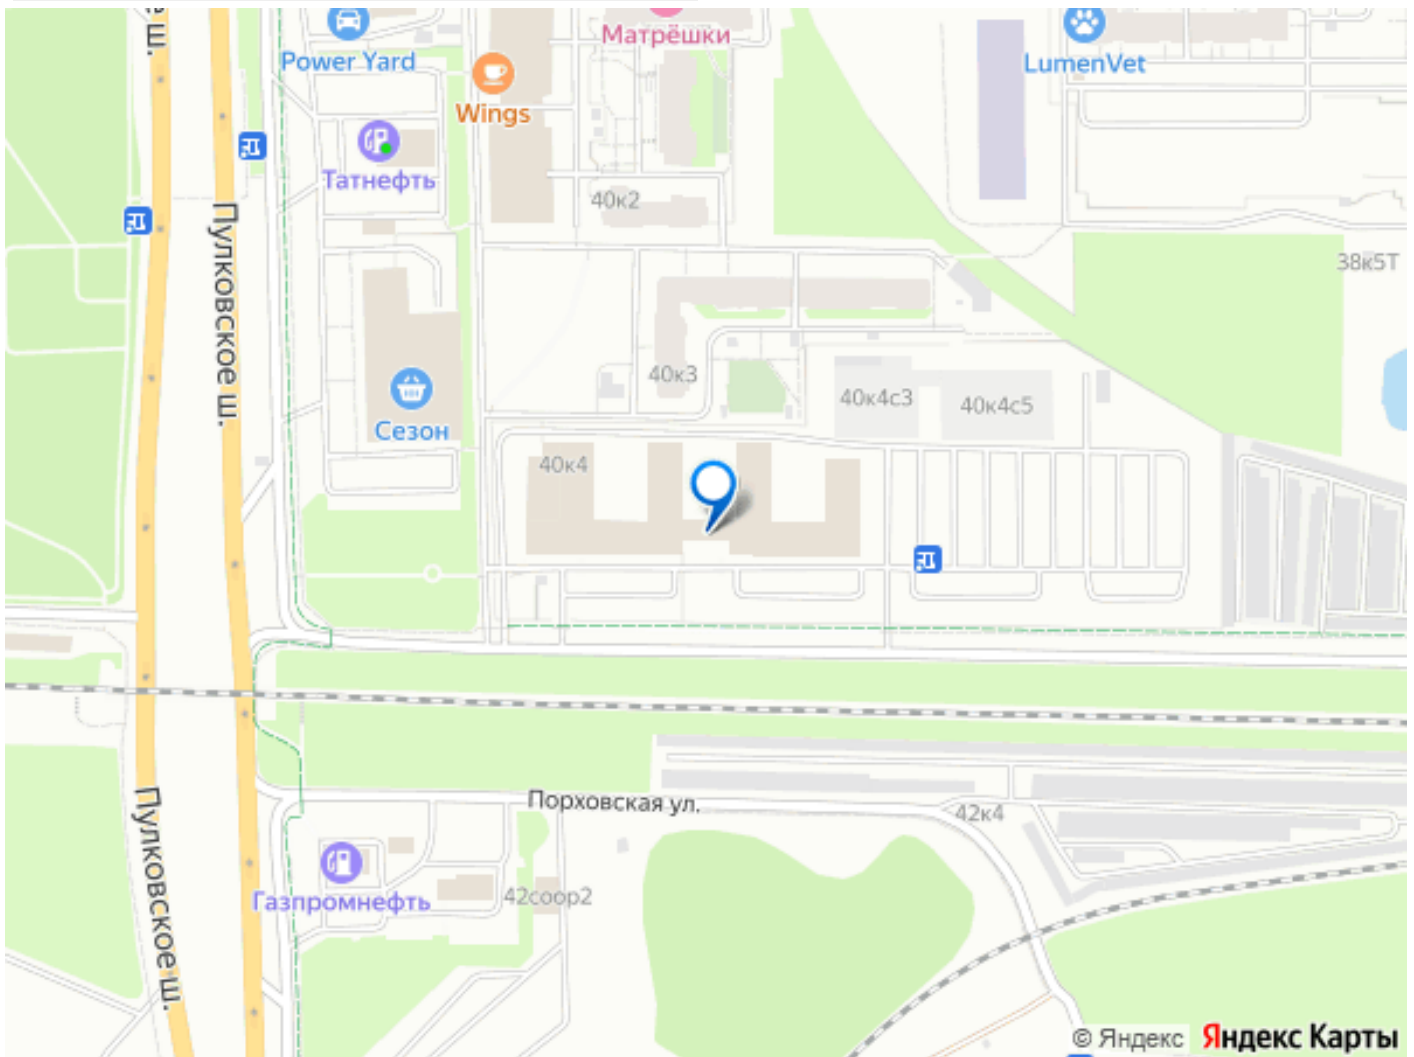 е ш.
Матрёшки
Power Yard
LumenVet
Wings
Татнефть
40к2
Пулковское ш.
38к5Т
40к3
40к4с3
40к4с5
Сезон
40к4
Порховская ул.
42к4
Пулковское ш.
Газпромнефть
42соор2
© Яндекс Яндекс Карты